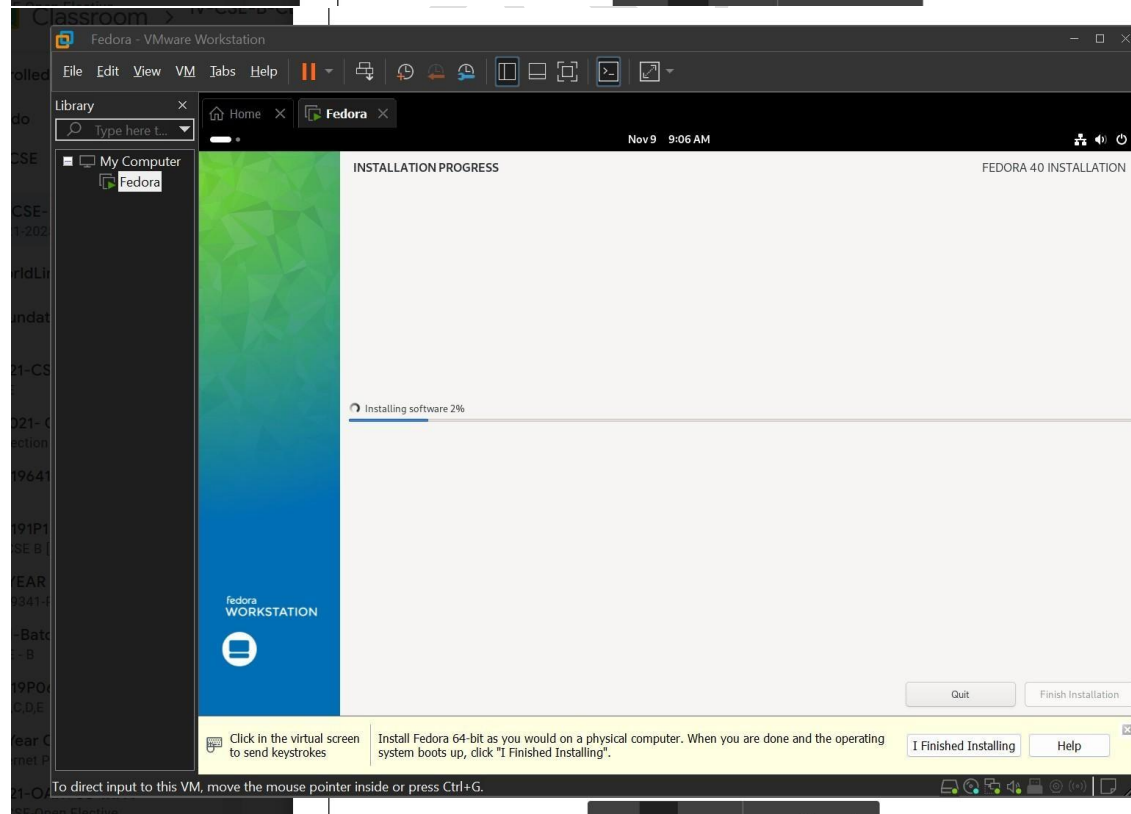 Classroom >
Fedora - VMware Workstation
File Edit View VM Tabs Help
Library
Home
Fedora
Type here t...
Nov 9 9:06 AM
My Computer
Fedora
INSTALLATION PROGRESS
FEDORA 40 INSTALLATION
Installing software 2%
fedora
WORKSTATION
Quit
Finish Installation
Click in the virtual screen
to send keystrokes
Install Fedora 64-bit as you would on a physical computer. When you are done and the operating
system boots up, click "I Finished Installing".
I Finished Installing
Help
To direct input to this VM, move the mouse pointer inside or press Ctrl+G.